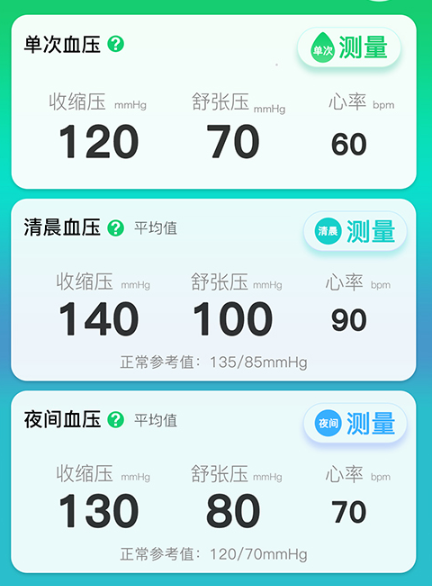 单次血压 ? 单次 测量
收缩压 mmHg 舒张压 mmHg 心率 bpm
120 70 60
清晨血压 ? 平均值 清晨 测量
收缩压 mmHg 舒张压 mmHg 心率 bpm
140 100 90
正常参考值：135/85mmHg
夜间血压 ? 平均值 夜间 测量
收缩压 mmHg 舒张压 mmHg 心率 bpm
130 80 70
正常参考值：120/70mmHg